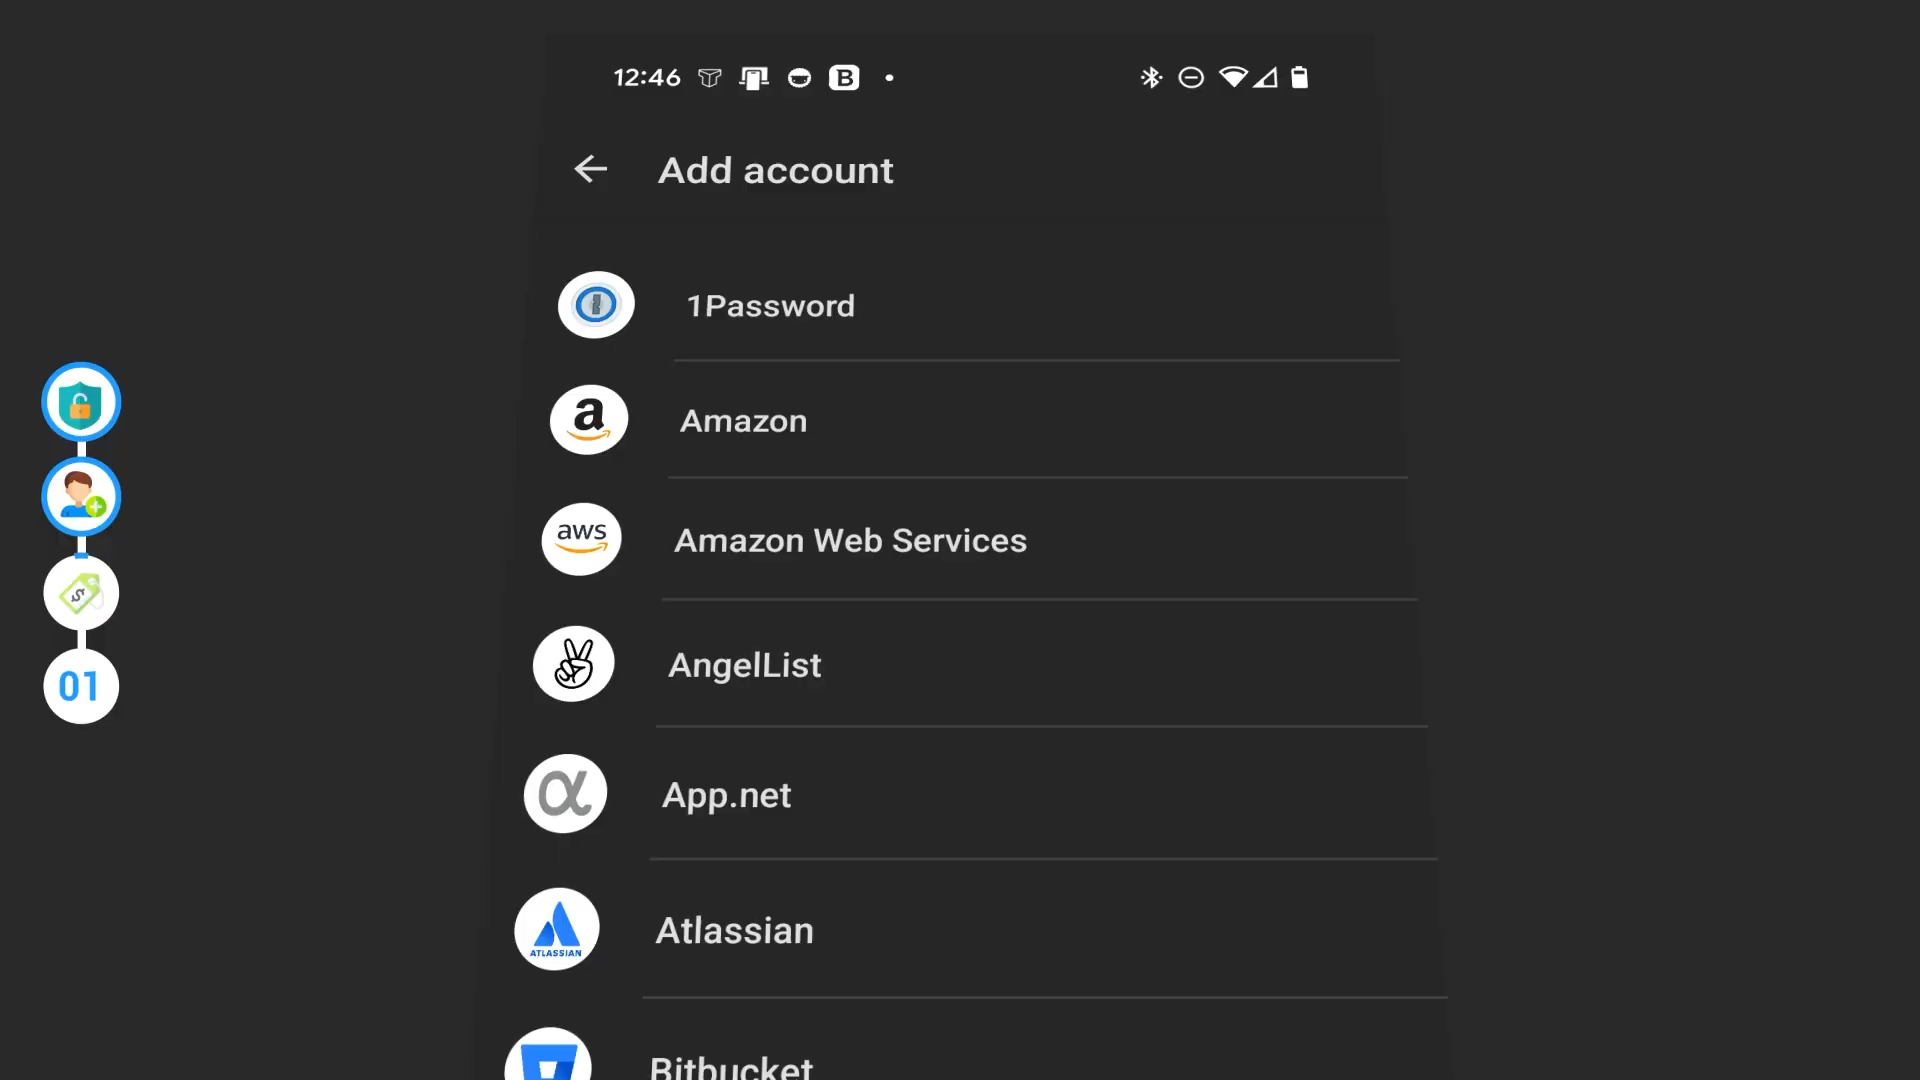 12:46 B
Add account
1Password
a Amazon
aws Amazon Web Services
AngelList
α App.net
ATLASSIAN Atlassian
Bitbucket
$
01